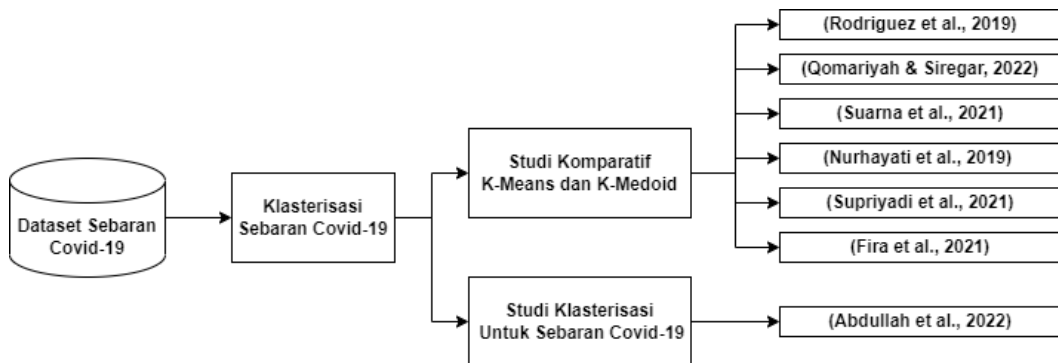 Dataset Sebaran
Covid-19
Klasterisasi
Sebaran Covid-19
Studi Komparatif
K-Means dan K-Medoid
(Rodriguez et al., 2019)
(Qomariyah & Siregar, 2022)
(Suarna et al., 2021)
(Nurhayati et al., 2019)
(Supriyadi et al., 2021)
(Fira et al., 2021)
Studi Klasterisasi
Untuk Sebaran Covid-19
(Abdullah et al., 2022)